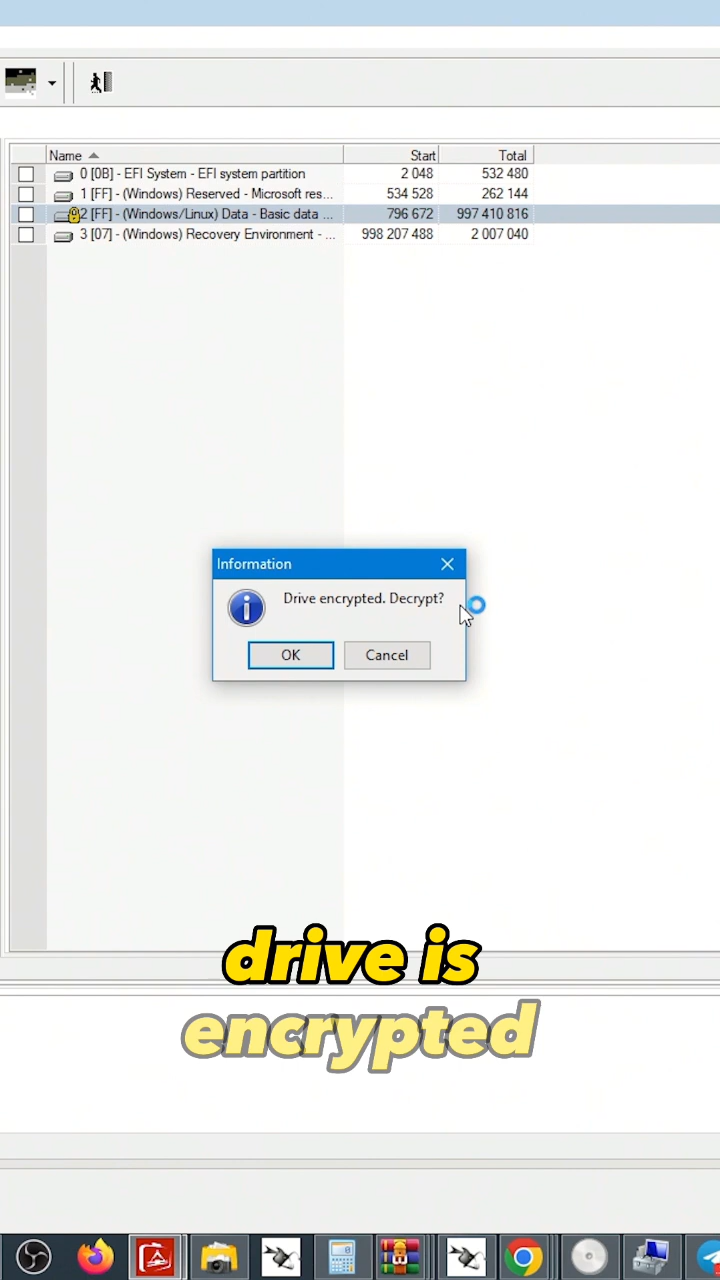 Name Start Total
0 [0B] - EFI System - EFI system partition 2 048 532 480
1 [FF] - (Windows) Reserved - Microsoft res... 534 528 262 144
2 [FF] - (Windows/Linux) Data - Basic data ... 796 672 997 410 816
3 [07] - (Windows) Recovery Environment - ... 998 207 488 2 007 040
Information
Drive encrypted. Decrypt?
OK Cancel
drive is
encrypted